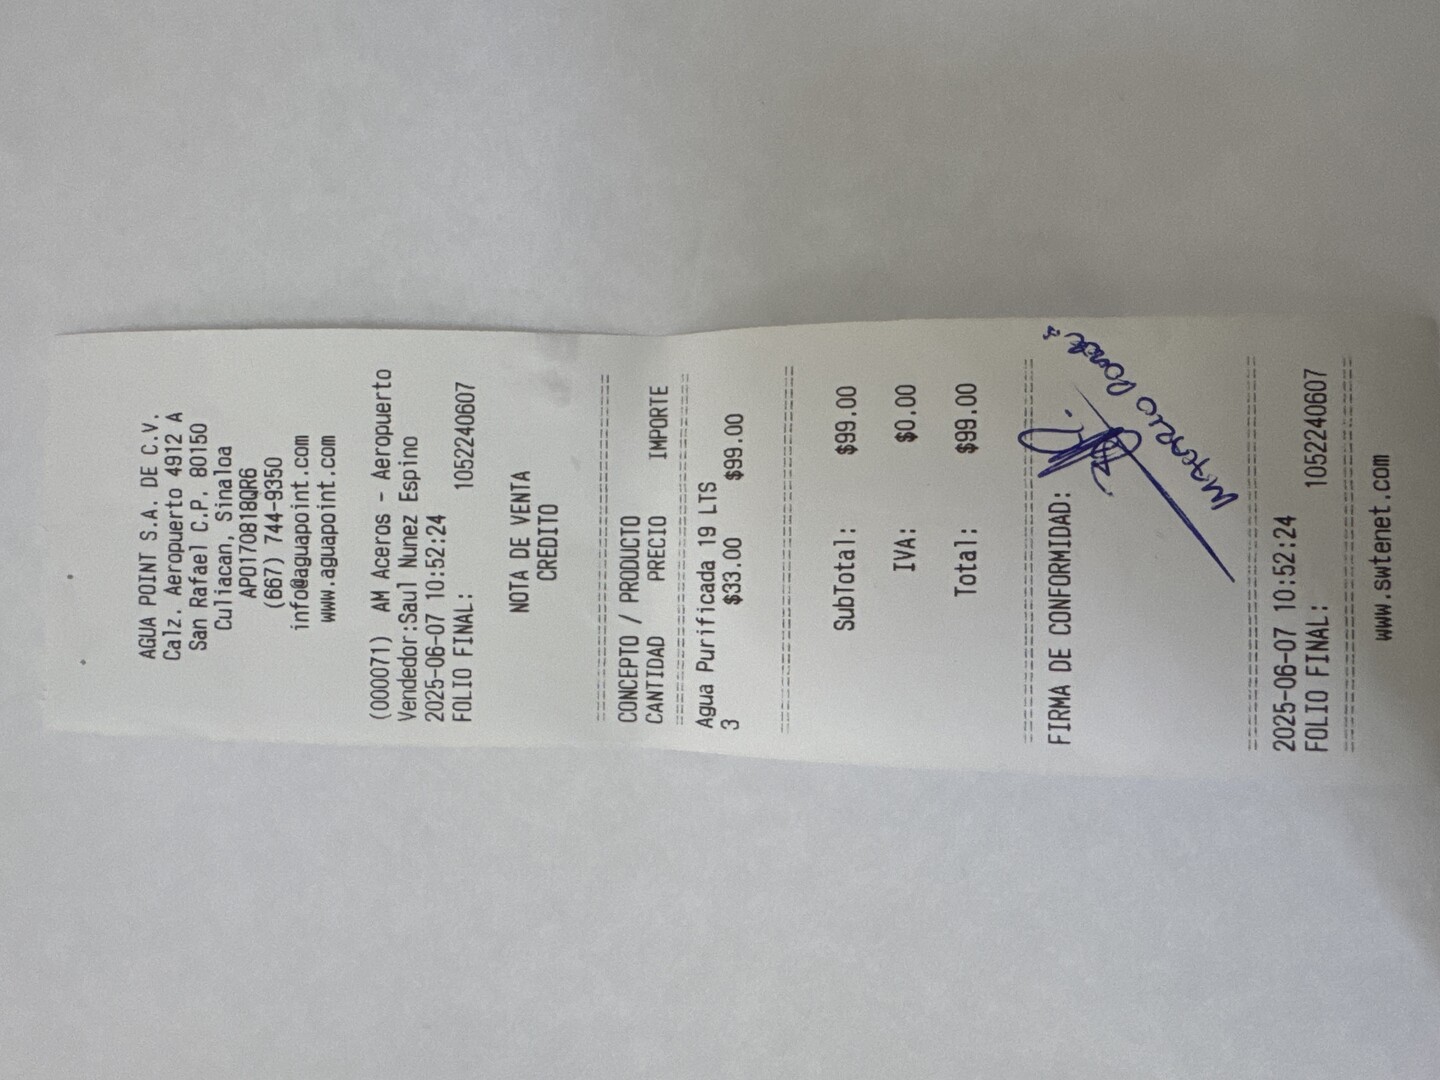 AGUA POINT S.A. DE C.V.
Calz. Aeropuerto 4912 A
San Rafael C.P. 80150
Culiacan, Sinaloa
APO170818QR6
(667) 744-9350
info@aguapoint.com
www.aguapoint.com
(000071) AM Aceros - Aeropuerto
Vendedor:Saul Nunez Espino
2025-06-07 10:52:24
FOLIO FINAL: 1052240607
NOTA DE VENTA
CREDITO
CONCEPTO / PRODUCTO
CANTIDAD PRECIO IMPORTE
Agua Purificada 19 LTS
3 $33.00 $99.00
SubTotal: $99.00
IVA: $0.00
Total: $99.00
FIRMA DE CONFORMIDAD:
2025-06-07 10:52:24
FOLIO FINAL: 1052240607
www.swtenet.com